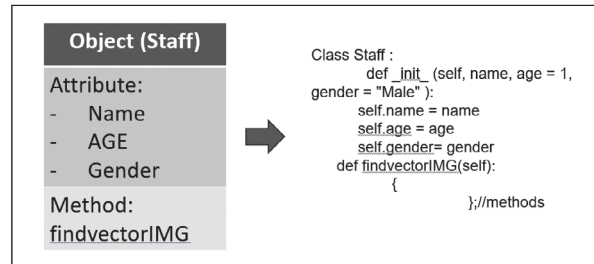 Object (Staff)
Attribute:
- Name
- AGE
- Gender
Method:
findvectorIMG
Class Staff :
def _init_ (self, name, age = 1,
gender = "Male" ):
self.name = name
self.age = age
self.gender= gender
def findvectorIMG(self):
{
};//methods